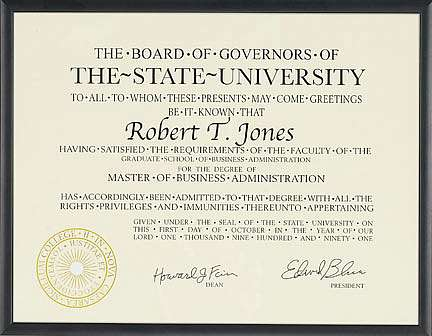 THE·BOARD·OF·GOVERNORS·OF
THE~STATE~UNIVERSITY
TO·ALL·TO·WHOM·THESE·PRESENTS·MAY·COME·GREETINGS
BE·IT·KNOWN·THAT
Robert T. Jones
HAVING·SATISFIED·THE·REQUIREMENTS·OF·THE·FACULTY·OF·THE
GRADUATE·SCHOOL·OF·BUSINESS·ADMINISTRATION
FOR·THE·DEGREE·OF
MASTER·OF·BUSINESS·ADMINISTRATION
HAS·ACCORDINGLY·BEEN·ADMITTED·TO·THAT·DEGREE·WITH·ALL·THE
RIGHTS·PRIVILEGES·AND·IMMUNITIES·THEREUNTO·APPERTAINING
GIVEN·UNDER·THE·SEAL·OF·THE·STATE·UNIVERSITY·ON
THIS·FIRST·DAY·OF·OCTOBER·IN·THE·YEAR·OF·OUR
LORD·ONE·THOUSAND·NINE·HUNDRED·AND·NINETY·ONE
Howard J.
DEAN
Edward
PRESIDENT